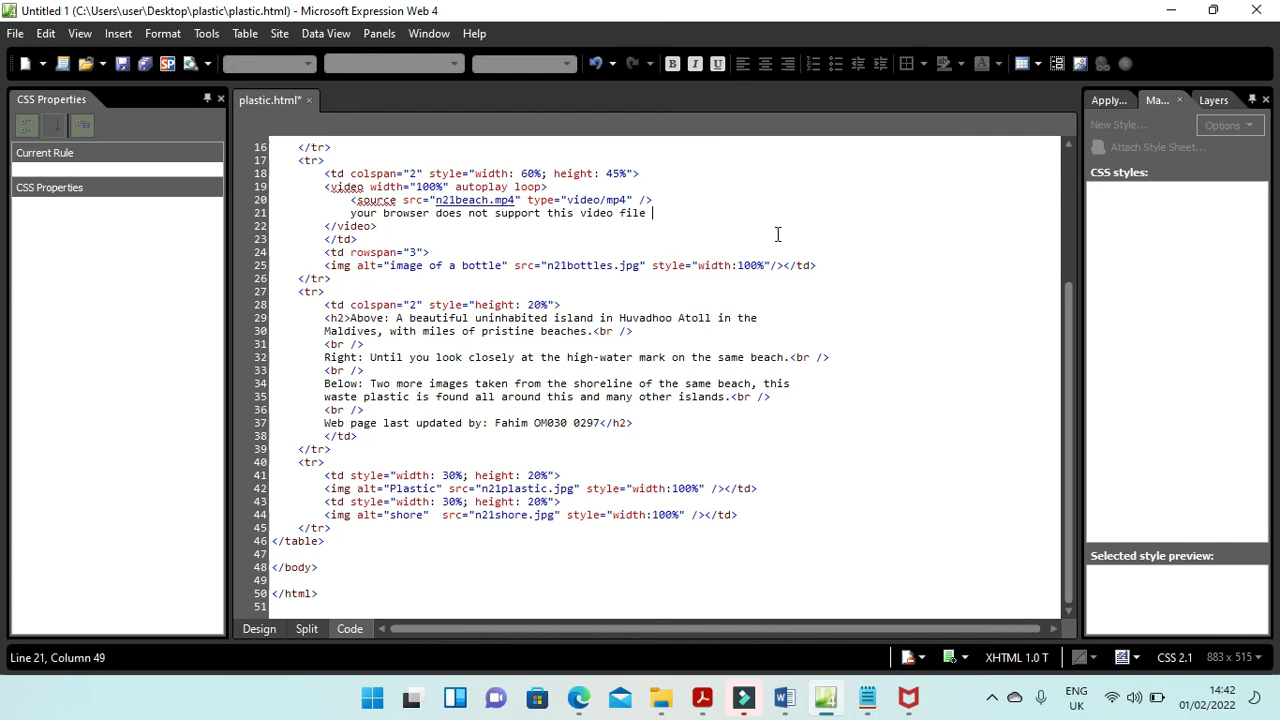 Untitled 1 (C:\Users\user\Desktop\plastic\plastic.html) - Microsoft Expression Web 4
File Edit View Insert Format Tools Table Site Data View Panels Window Help
CSS Properties
plastic.html*
Apply... Ma... Layers
New Style... Options
Attach Style Sheet...
Current Rule
CSS Properties
CSS styles:
16 </tr>
17 <tr>
18 <td colspan="2" style="width: 60%; height: 45%">
19 <video width="100%" autoplay loop>
20 <source src="n21beach.mp4" type="video/mp4" />
21 your browser does not support this video file
22 </video>
23 </td>
24 <td rowspan="3">
25 <img alt="image of a bottle" src="n21bottles.jpg" style="width:100%"/></td>
26 </tr>
27 <tr>
28 <td colspan="2" style="height: 20%">
29 <h2>Above: A beautiful uninhabited island in Huvadhoo Atoll in the
30 Maldives, with miles of pristine beaches.<br />
31 <br />
32 Right: Until you look closely at the high-water mark on the same beach.<br />
33 <br />
34 Below: Two more images taken from the shoreline of the same beach, this
35 waste plastic is found all around this and many other islands.<br />
36 <br />
37 Web page last updated by: Fahim OM030 0297</h2>
38 </td>
39 </tr>
40 <tr>
41 <td style="width: 30%; height: 20%">
42 <img alt="Plastic" src="n21plastic.jpg" style="width:100%" /></td>
43 <td style="width: 30%; height: 20%">
44 <img alt="shore"  src="n21shore.jpg" style="width:100%" /></td>
45 </tr>
46 </table>
47
48 </body>
49
50 </html>
51
Selected style preview:
Design Split Code
Line 21, Column 49
XHTML 1.0 T CSS 2.1 883 x 515
ENG
UK
14:42
01/02/2022